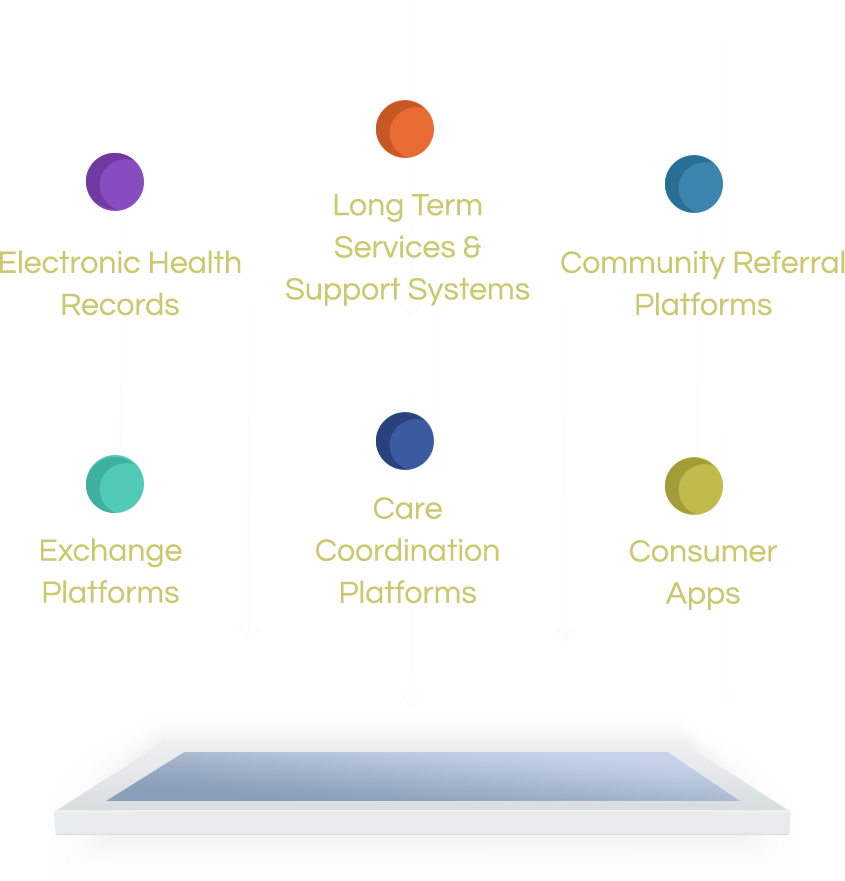 Long Term
Services &
Support Systems
Electronic Health
Records
Community Referral
Platforms
Care
Coordination
Platforms
Exchange
Platforms
Consumer
Apps